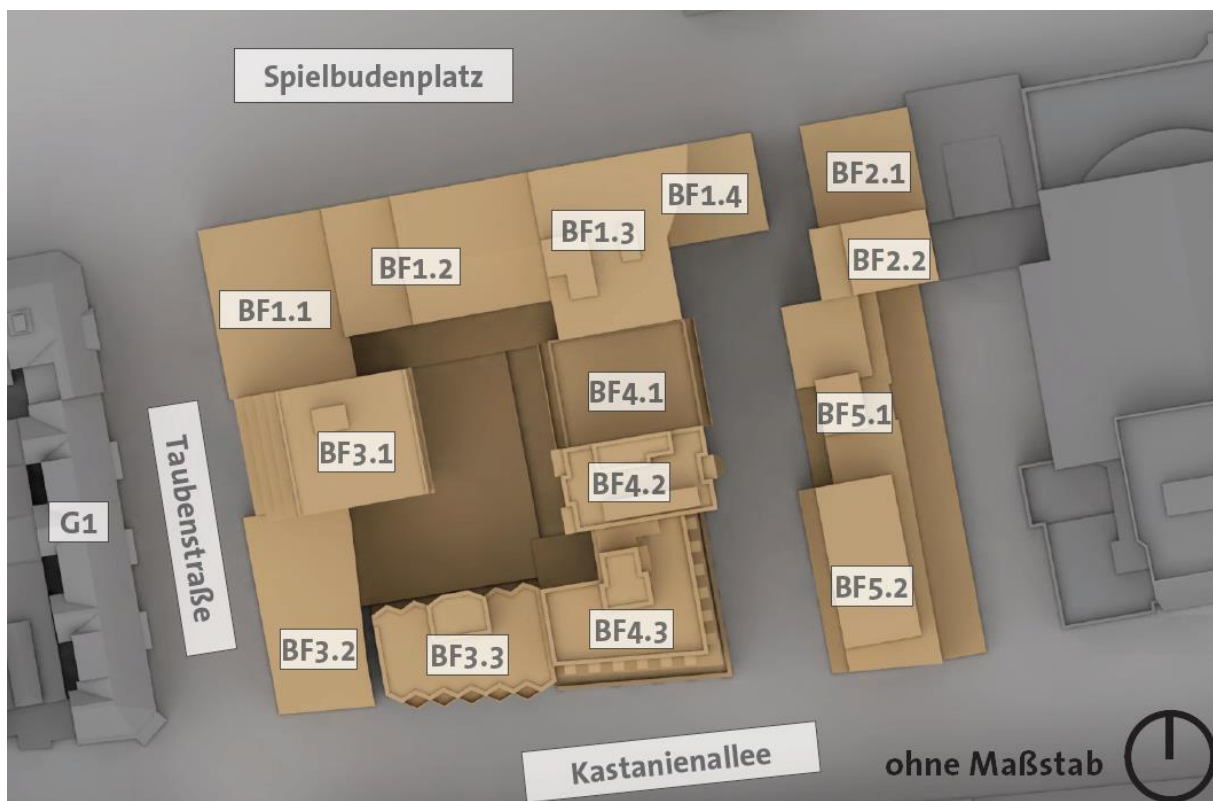 Spielbudenplatz
BF2.1
BF1.4
BF1.3
BF2.2
BF1.2
BF1.1
BF4.1
BF5.1
BF3.1
BF4.2
G1
Taubenstraße
BF5.2
BF4.3
BF3.2
BF3.3
Kastanienallee
ohne Maßstab